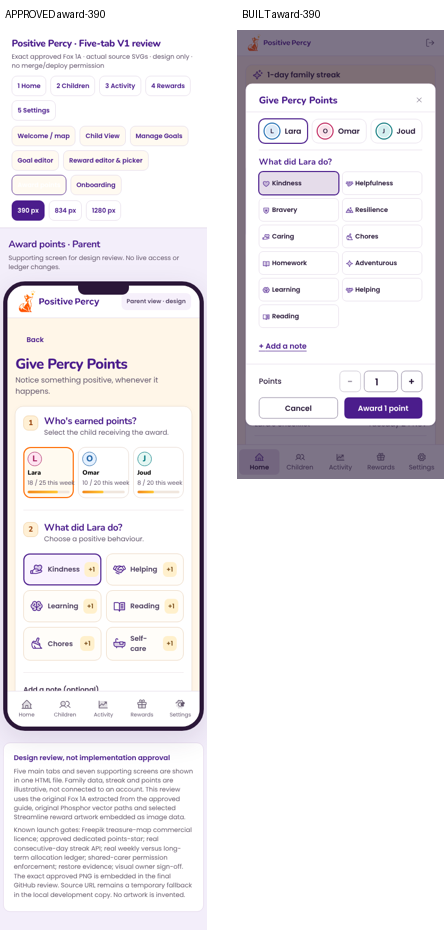 APPROVED award-390
Positive Percy · Five-tab V1 review
Exact approved Fox 1A · actual source SVGs · design only ·
no merge/deploy permission
1 Home
2 Children
3 Activity
4 Rewards
5 Settings
Welcome / map
Child View
Manage Goals
Goal editor
Reward editor & picker
Onboarding
390 px
834 px
1280 px
Award points · Parent
Supporting screen for design review. No live access or
ledger changes.
Positive Percy
Parent view · design
Back
Give Percy Points
Notice something positive, whenever it
happens.
1
Who's earned points?
Select the child receiving the award.
L
Lara
18 / 25 this week
O
Omar
10 / 20 this week
J
Joud
8 / 20 this week
2
What did Lara do?
Choose a positive behaviour.
Kindness +1
Helping +1
Learning +1
Reading +1
Chores +1
Self-
care +1
Add a note (optional)
Home
Children
Activity
Rewards
Settings
Design review, not implementation approval
Five main tabs and seven supporting screens are shown
in one HTML file. Family data, streak and points are
illustrative, not connected to an account. This review
uses the original Fox 1A extracted from the approved
guide, original Phosphor vector paths and selected
Streamline reward artwork embedded as image data.
Known launch gates: Freepik treasure-map commercial
licence; approved dedicated points-star; real
consecutive-day streak API; real weekly versus long-
term allocation ledger; shared-carer permission
enforcement; restore evidence; visual owner sign-off.
The exact approved PNG is embedded in the final
GitHub review. Source URL remains a temporary fallback
in the local development copy. No artwork is invented.
BUILT award-390
Positive Percy
1-day family streak
Give Percy Points
×
L Lara
O Omar
J Joud
What did Lara do?
Kindness
Helpfulness
Bravery
Resilience
Caring
Chores
Homework
Adventurous
Learning
Helping
Reading
+ Add a note
Points
−
1
+
Cancel
Award 1 point
Home
Children
Activity
Rewards
Settings